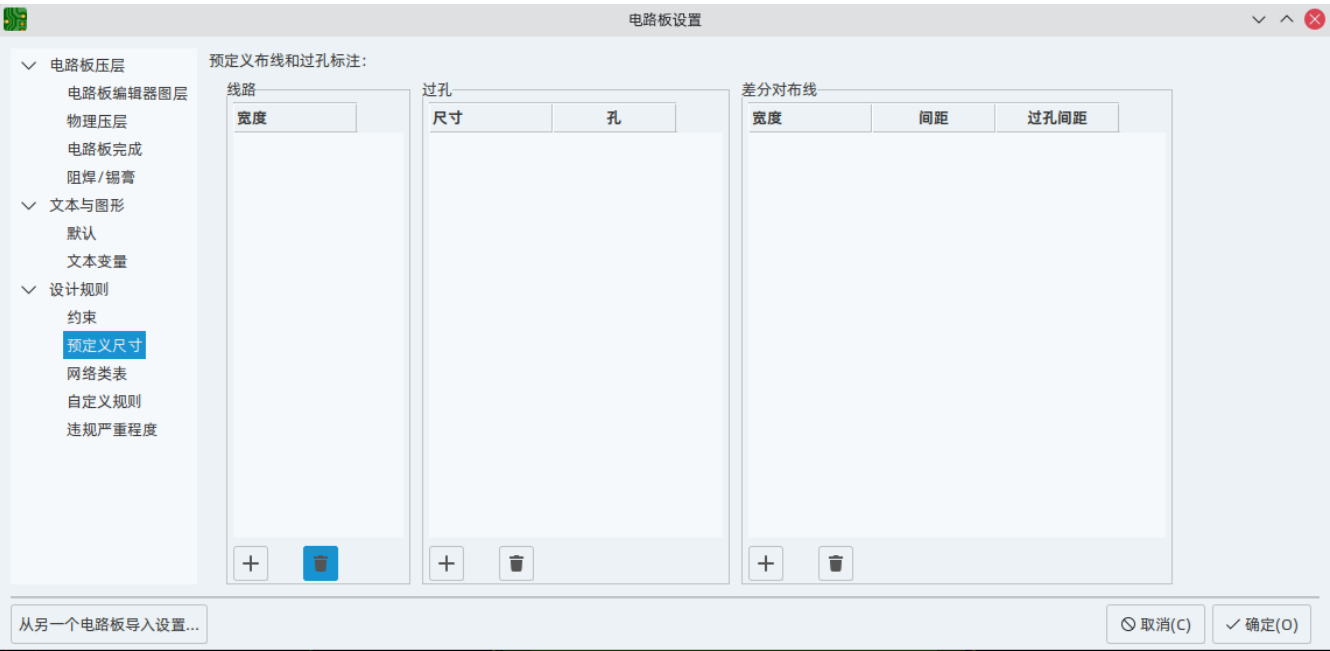 电路板设置
电路板压层
电路板编辑器图层
物理压层
电路板完成
阻焊/锡膏
文本与图形
默认
文本变量
设计规则
约束
预定义尺寸
网络类表
自定义规则
违规严重程度
预定义布线和过孔标注：
线路
宽度
过孔
尺寸 孔
差分对布线
宽度 间距 过孔间距
从另一个电路板导入设置...
取消(C) 确定(O)